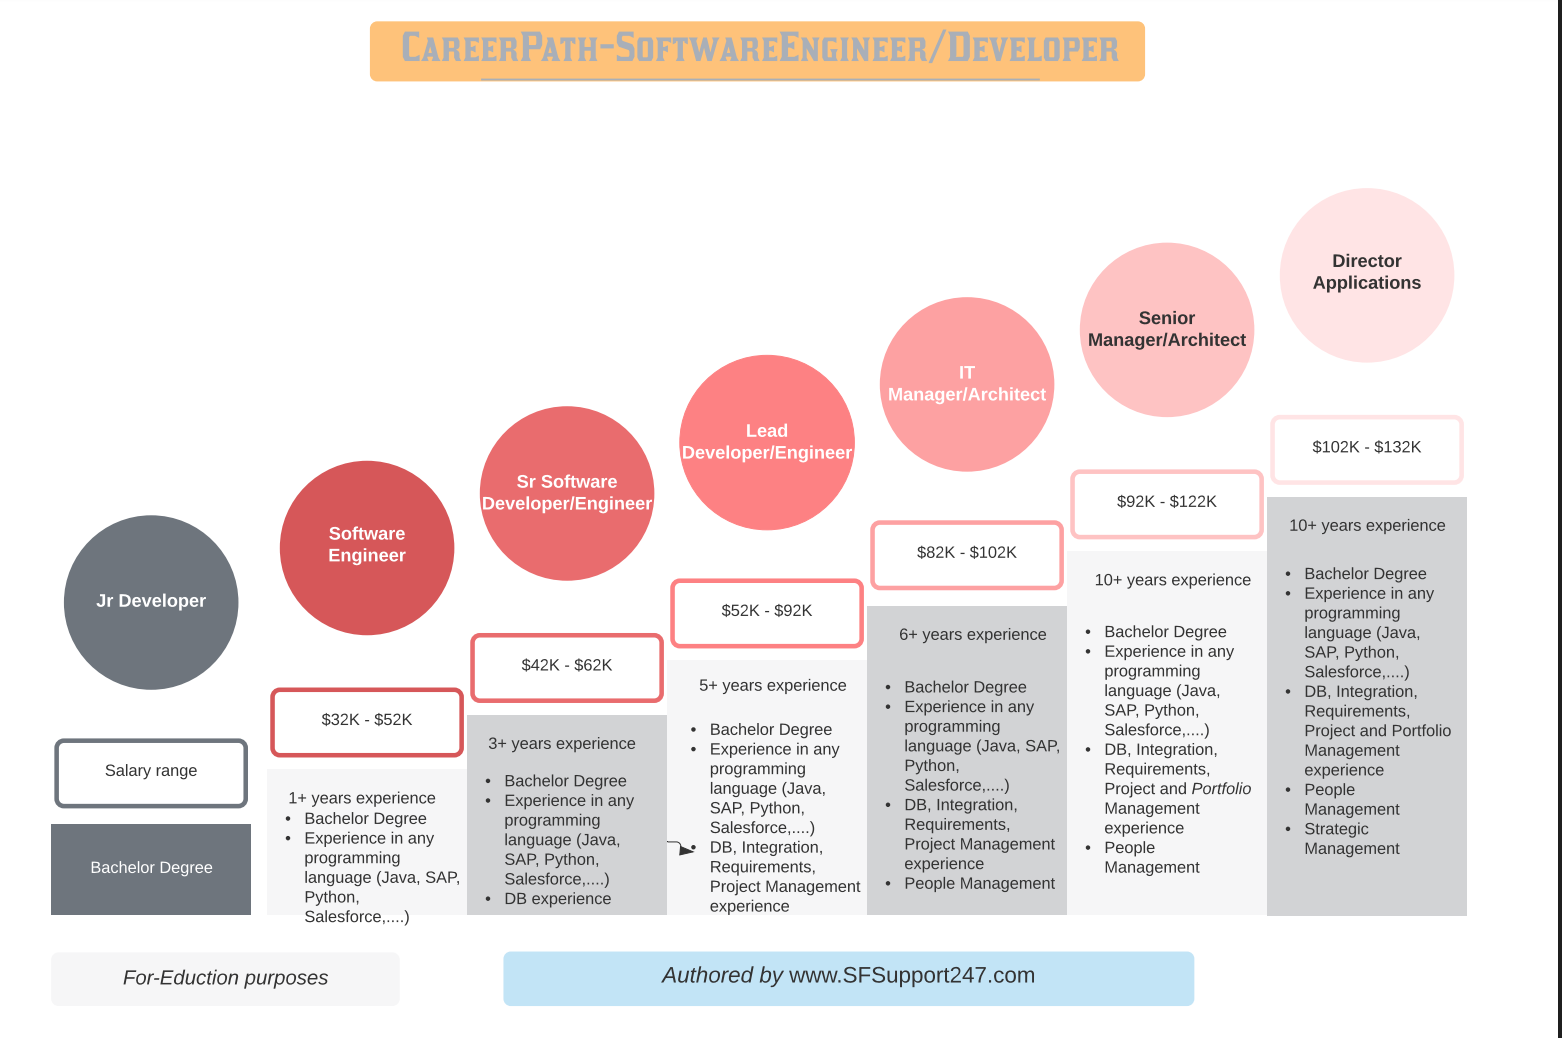 CareerPath-SoftwareEngineer/Developer
Jr Developer
Salary range
Bachelor Degree
Software
Engineer
$32K - $52K
1+ years experience
• Bachelor Degree
• Experience in any
programming
language (Java, SAP,
Python,
Salesforce,....)
Sr Software
Developer/Engineer
$42K - $62K
3+ years experience
• Bachelor Degree
• Experience in any
programming
language (Java,
SAP, Python,
Salesforce,....)
• DB experience
Lead
Developer/Engineer
$52K - $92K
5+ years experience
• Bachelor Degree
• Experience in any
programming
language (Java,
SAP, Python,
Salesforce,....)
• DB, Integration,
Requirements,
Project Management
experience
IT
Manager/Architect
$82K - $102K
6+ years experience
• Bachelor Degree
• Experience in any
programming
language (Java, SAP,
Python,
Salesforce,....)
• DB, Integration,
Requirements,
Project Management
experience
• People Management
Senior
Manager/Architect
$92K - $122K
10+ years experience
• Bachelor Degree
• Experience in any
programming
language (Java,
SAP, Python,
Salesforce,....)
• DB, Integration,
Requirements,
Project and Portfolio
Management
experience
• People
Management
Director
Applications
$102K - $132K
10+ years experience
• Bachelor Degree
• Experience in any
programming
language (Java,
SAP, Python,
Salesforce,....)
• DB, Integration,
Requirements,
Project and Portfolio
Management
experience
• People
Management
• Strategic
Management
For-Eduction purposes
Authored by www.SFSupport247.com